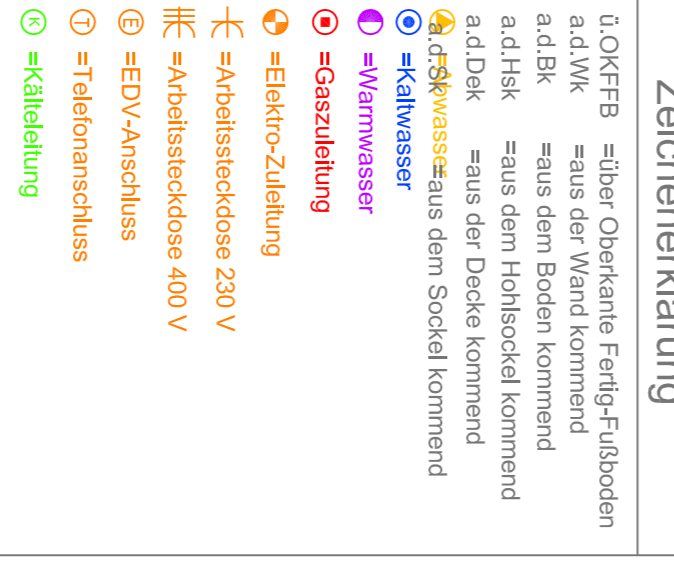 Zeichenerklärung
ü.OKFFB =über Oberkante Fertig-Fußboden
a.d.Wk =aus der Wand kommend
a.d.Bk =aus dem Boden kommend
a.d.Hsk =aus dem Hohlsockel kommend
a.d.Dek =aus der Decke kommend
a.d.Sk =aus dem Sockel kommend
=Abwasser
=Kaltwasser
=Warmwasser
=Gaszuleitung
=Elektro-Zuleitung
=Arbeitssteckdose 230 V
=Arbeitssteckdose 400 V
E =EDV-Anschluss
T =Telefonanschluss
K =Kälteleitung